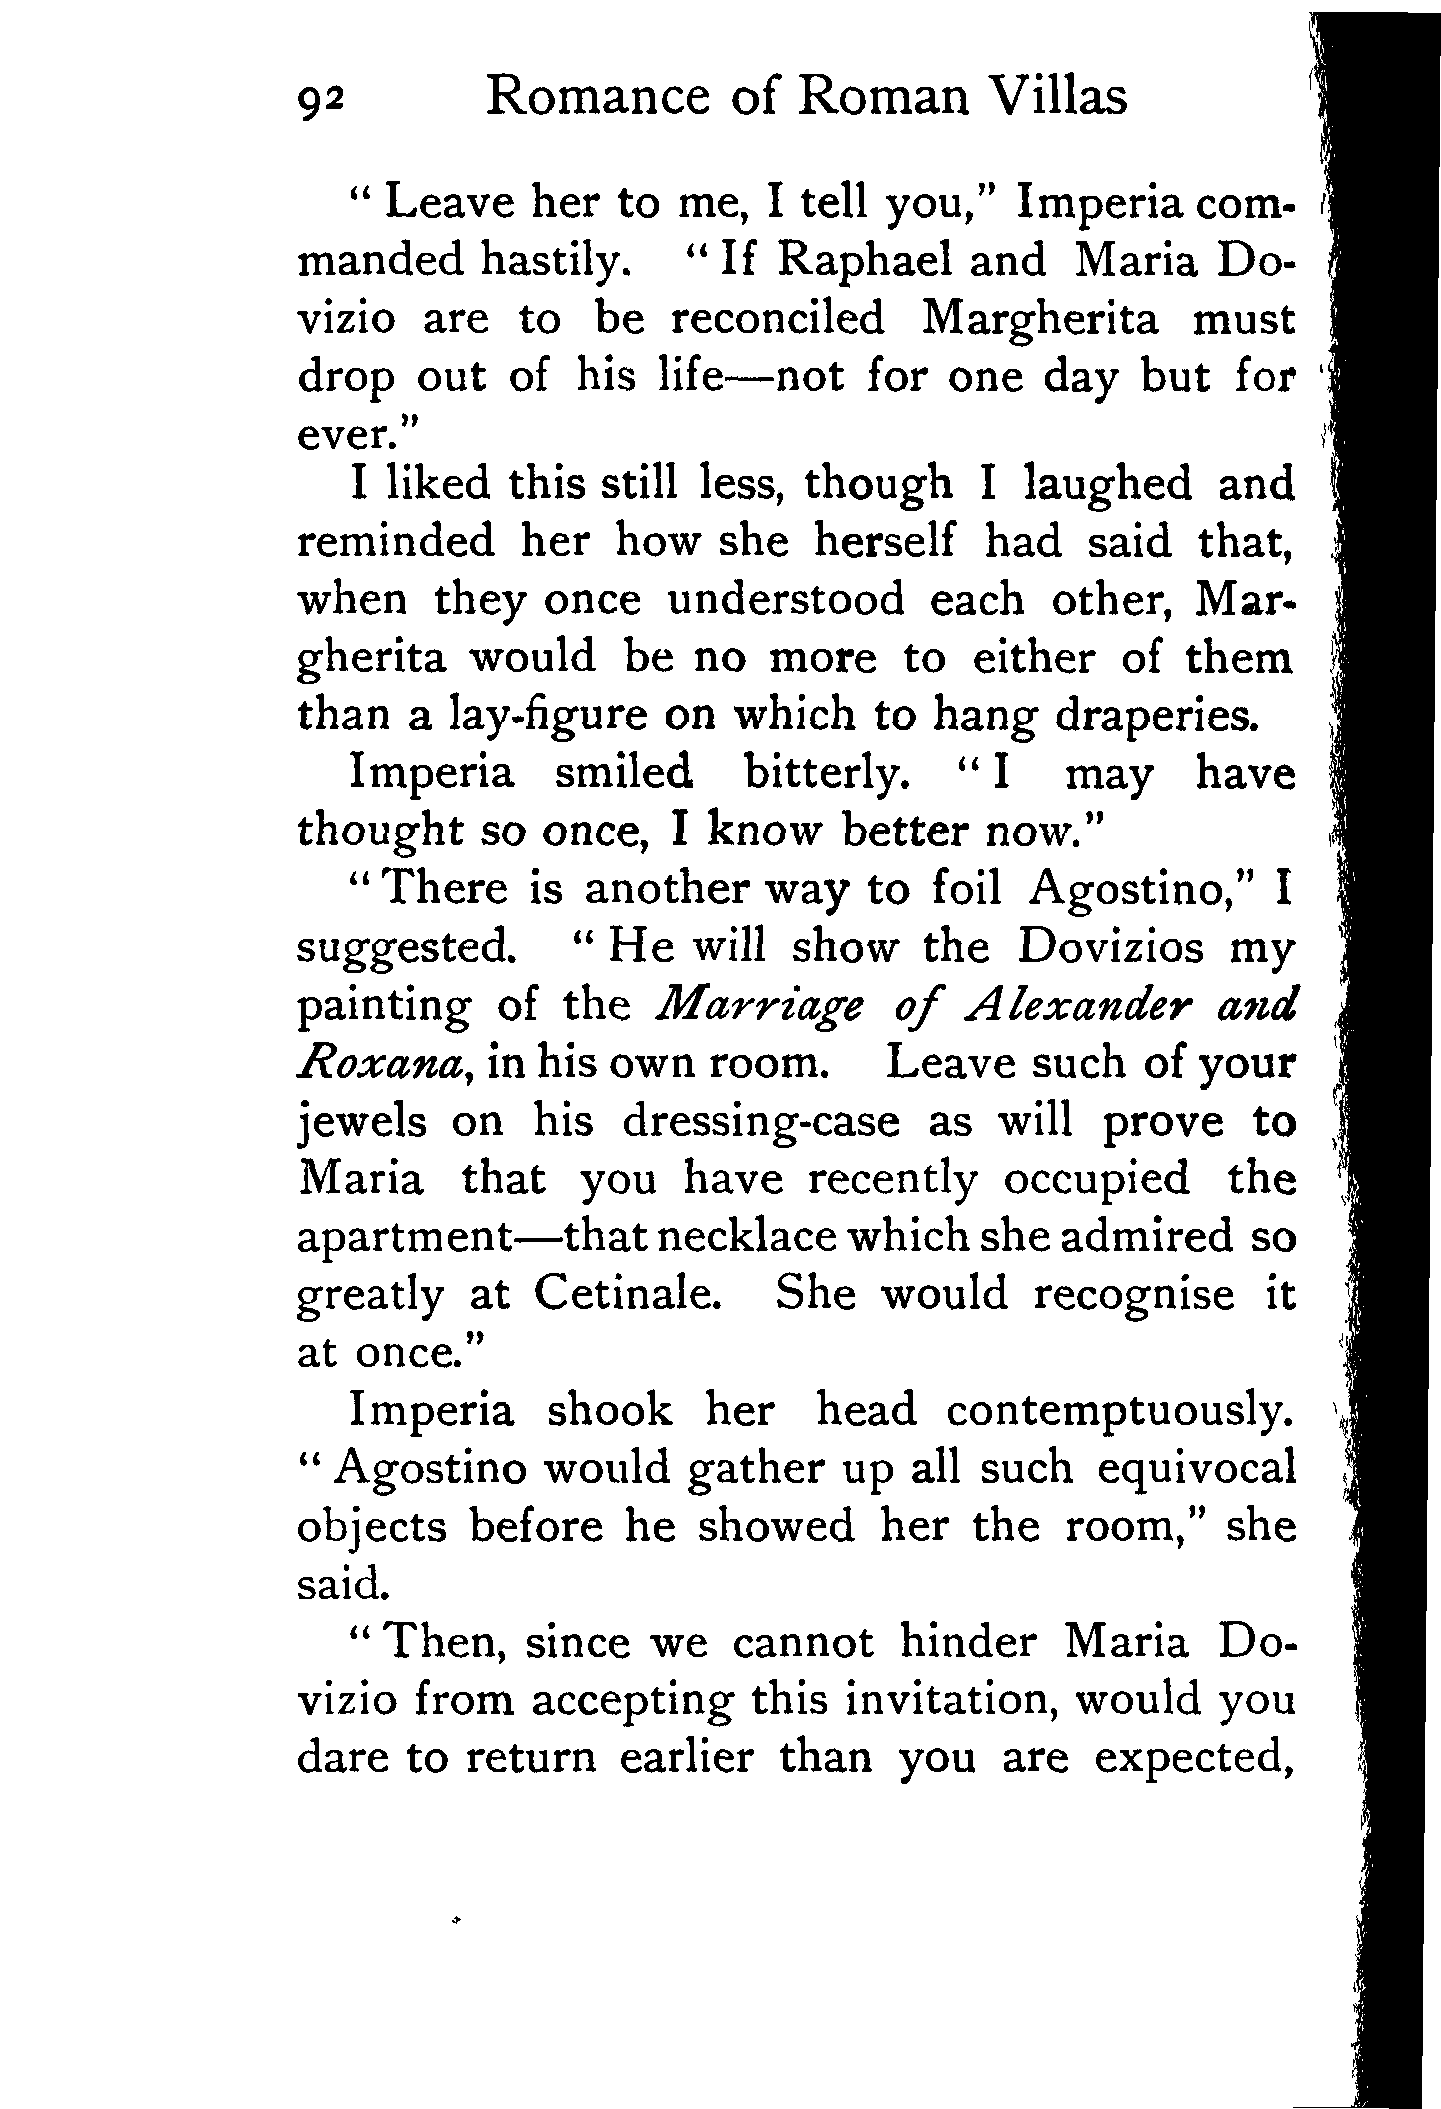 92 Romance of Roman Villas
“ Leave her to me, I tell you,” Imperia com-
manded hastily. “ If Raphael and Maria Do-
vizio are to be reconciled Margherita must
drop out of his life—not for one day but for
ever.”
I liked this still less, though I laughed and
reminded her how she herself had said that,
when they once understood each other, Mar-
gherita would be no more to either of them
than a lay-figure on which to hang draperies.
Imperia smiled bitterly. “ I may have
thought so once, I know better now.”
“ There is another way to foil Agostino,” I
suggested. “ He will show the Dovizios my
painting of the Marriage of Alexander and
Roxana, in his own room. Leave such of your
jewels on his dressing-case as will prove to
Maria that you have recently occupied the
apartment—that necklace which she admired so
greatly at Cetinale. She would recognise it
at once.”
Imperia shook her head contemptuously.
“ Agostino would gather up all such equivocal
objects before he showed her the room,” she
said.
“ Then, since we cannot hinder Maria Do-
vizio from accepting this invitation, would you
dare to return earlier than you are expected,